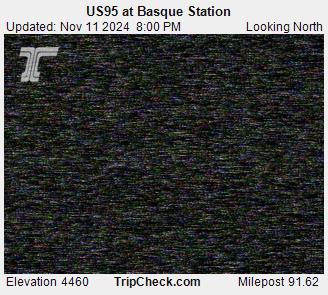 US95 at Basque Station
Updated: Nov 11 2024 8:00 PM Looking North
Elevation 4460 TripCheck.com Milepost 91.62